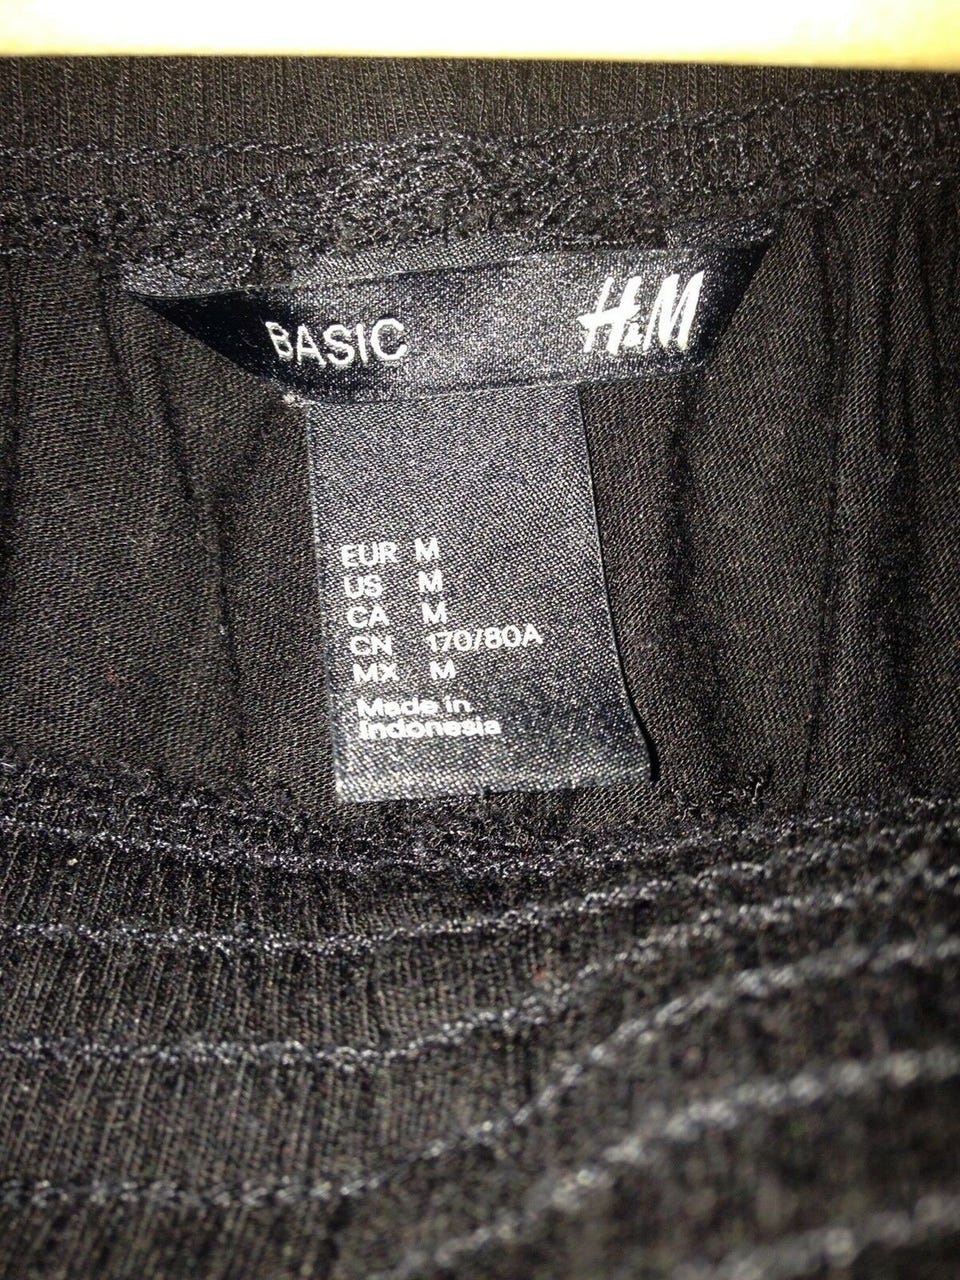 BASIC H&M
EUR M
US M
CA M
CN 170/80A
MX M
Made in
Indonesia